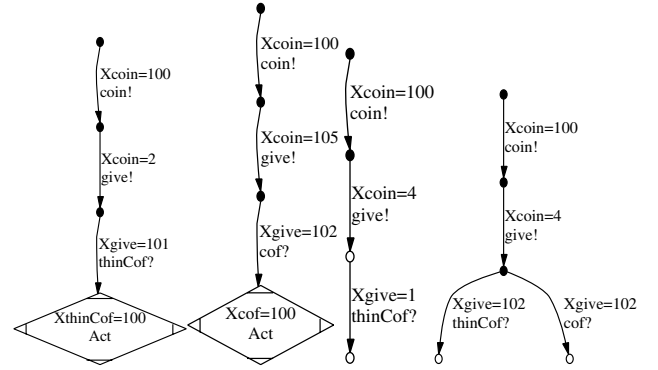 Xcoin=100
coin!
Xcoin=2
give!
Xgive=101
thinCof?
XthinCof=100
Act
Xcoin=100
coin!
Xcoin=105
give!
Xgive=102
cof?
Xcof=100
Act
Xcoin=100
coin!
Xcoin=4
give!
Xgive=1
thinCof?
Xcoin=100
coin!
Xcoin=4
give!
Xgive=102
thinCof?
Xgive=102
cof?